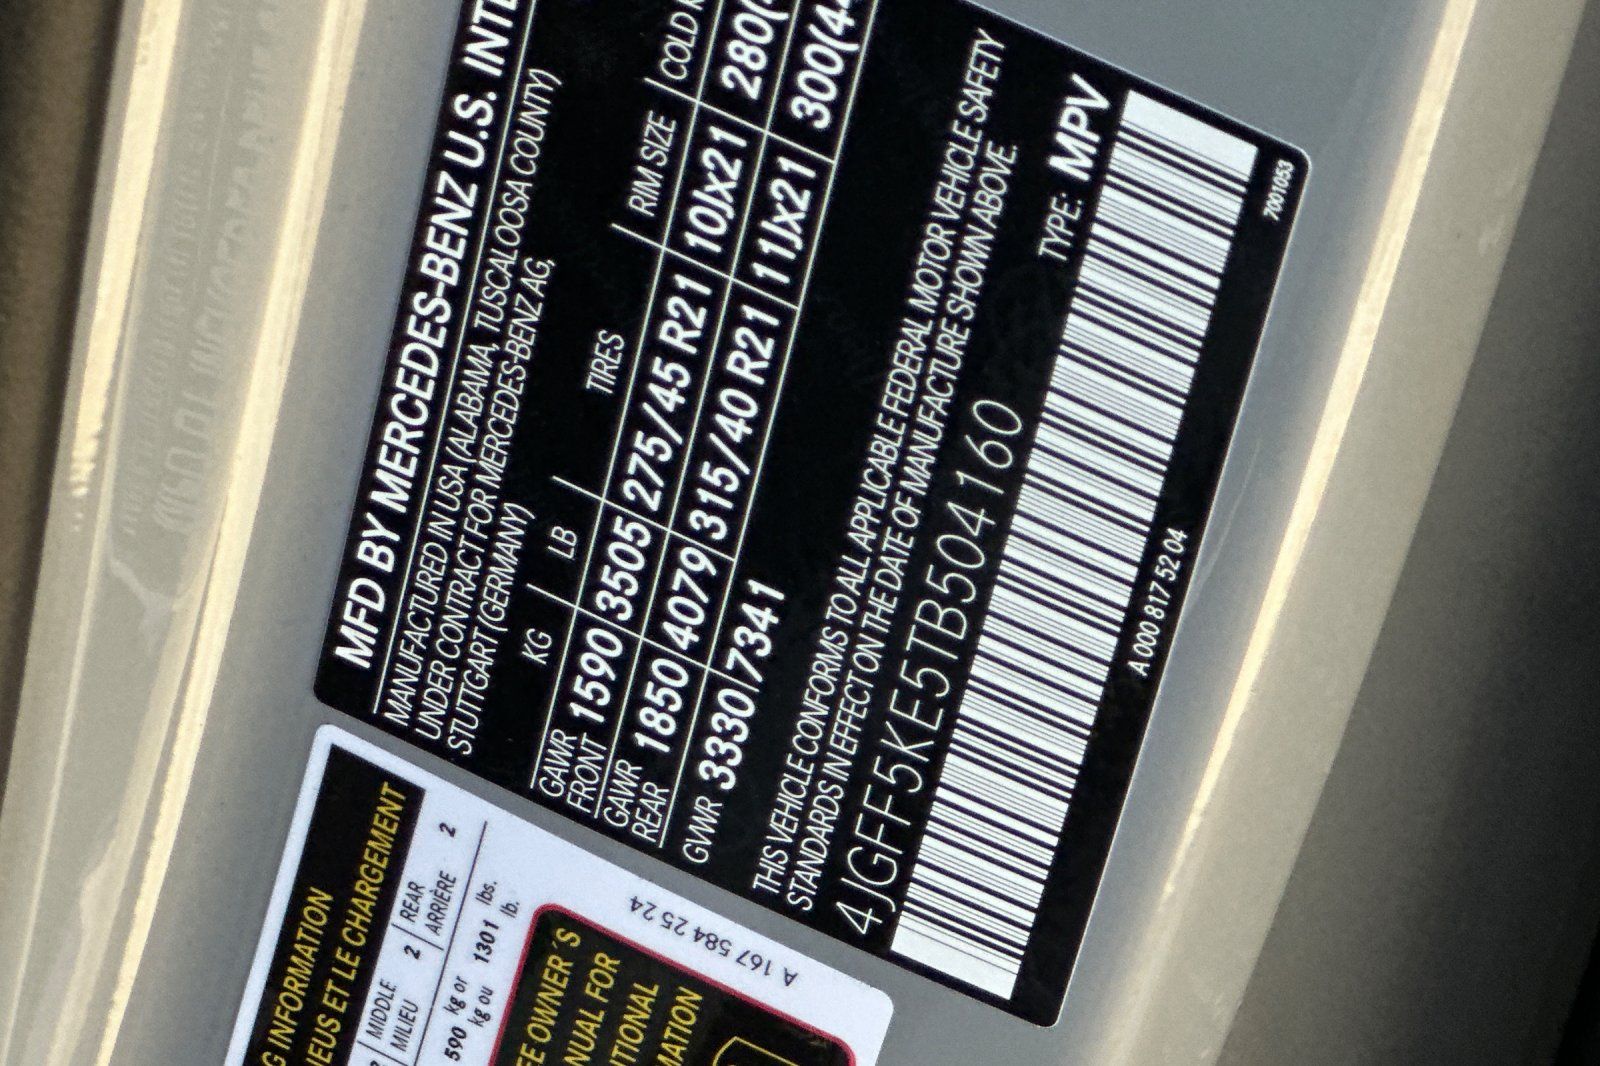 MFD BY MERCEDES-BENZ U.S.
MANUFACTURED IN USA (ALABAMA, TUSCALOOSA COUNTY)
UNDER CONTRACT FOR MERCEDES-BENZ AG,
STUTTGART (GERMANY)
KG / LB TIRES / RIM SIZE / COLD
GAWR FRONT 1590 3505 275/45 R21 10Jx21 280(
GAWR REAR 1850 4079 315/40 R21 11Jx21 300(4
GVWR 3330 7341
THIS VEHICLE CONFORMS TO ALL APPLICABLE FEDERAL MOTOR VEHICLE SAFETY
STANDARDS IN EFFECT ON THE DATE OF MANUFACTURE SHOWN ABOVE.
4JGFF5KE5TB504160 TYPE: MPV
A 000 817 52 04 7001053
G INFORMATION
NEUS ET LE CHARGEMENT
MIDDLE 2 REAR 2
MILIEU ARRIÈRE
590 kg or 1301 lbs.
kg ou lb.
EE OWNER´S
NUAL FOR
ITIONAL
MATION
A 167 584 25 24